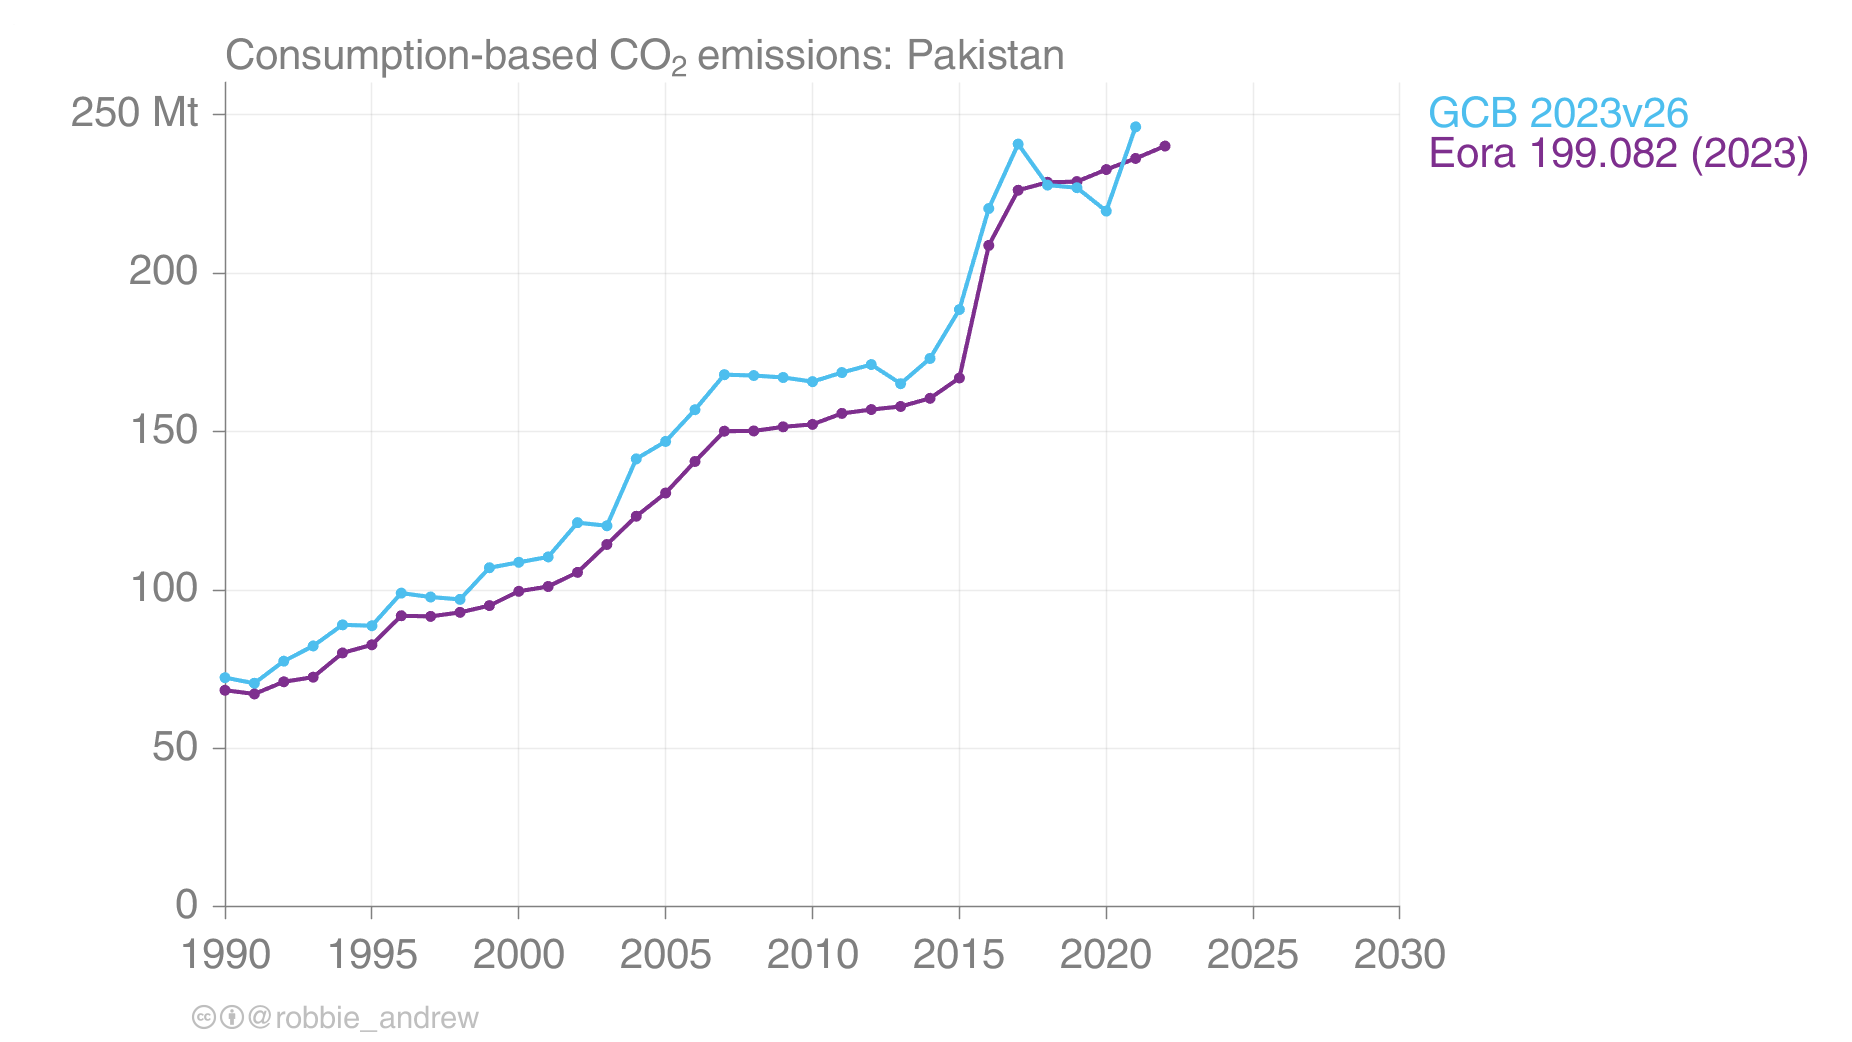 Consumption-based CO₂ emissions: Pakistan
250 Mt
200
150
100
50
0
1990 1995 2000 2005 2010 2015 2020 2025 2030
GCB 2023v26
Eora 199.082 (2023)
cc @robbie_andrew